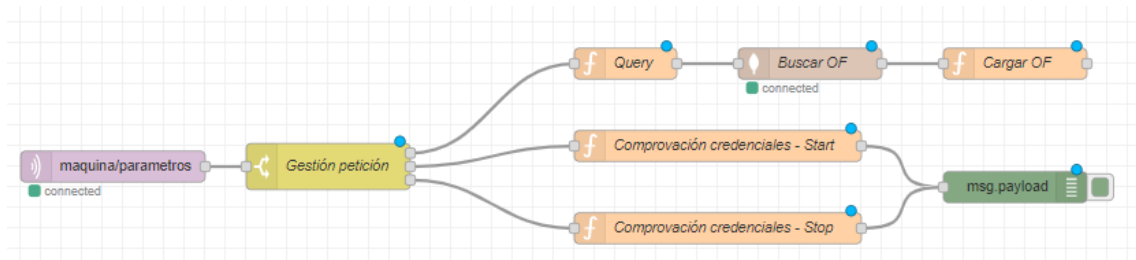 Query
Buscar OF
Cargar OF
connected
Comprovación credenciales - Start
maquina/parametros
Gestión petición
connected
msg.payload
Comprovación credenciales - Stop